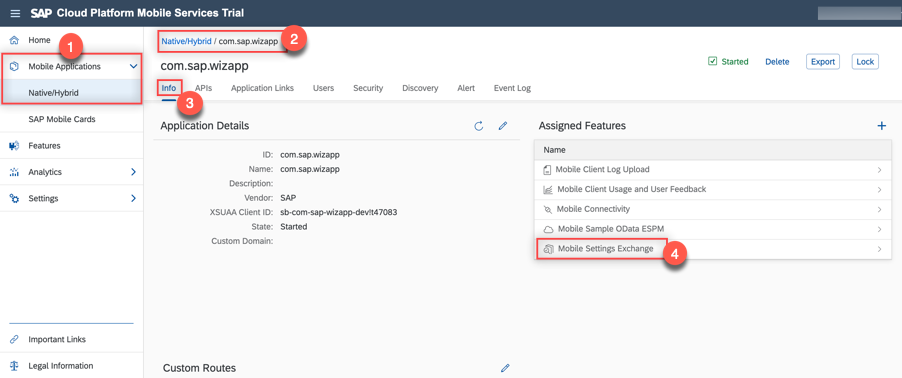 SAP Cloud Platform Mobile Services Trial
Home
1
Mobile Applications
Native/Hybrid
SAP Mobile Cards
Features
Analytics
Settings
Important Links
Legal Information
Native/Hybrid / com.sap.wizapp
2
com.sap.wizapp
Started
Delete
Export
Lock
Info
APIs
Application Links
Users
Security
Discovery
Alert
Event Log
3
Application Details
ID: com.sap.wizapp
Name: com.sap.wizapp
Description:
Vendor: SAP
XSUAA Client ID: sb-com-sap-wizapp-dev!t47083
State: Started
Custom Domain:
Custom Routes
Assigned Features
Name
Mobile Client Log Upload
Mobile Client Usage and User Feedback
Mobile Connectivity
Mobile Sample OData ESPM
Mobile Settings Exchange
4